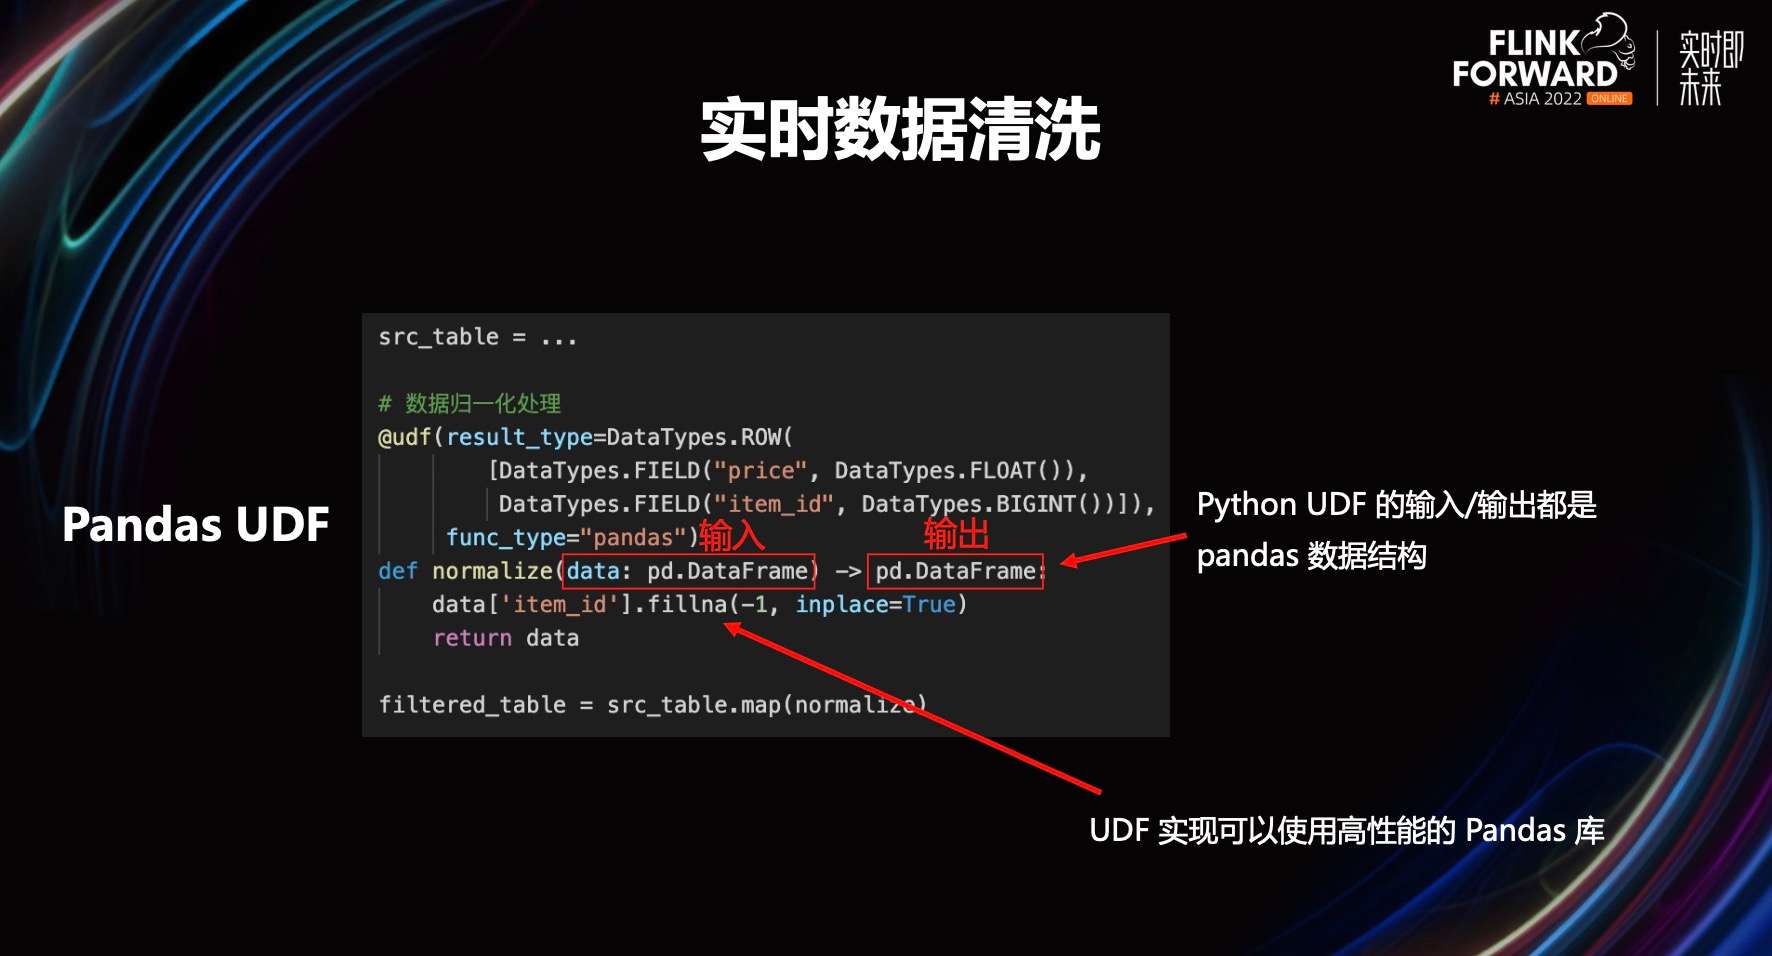 FLINK
FORWARD
# ASIA 2022 ONLINE
实时即
未来
实时数据清洗
Pandas UDF
src_table = ...
# 数据归一化处理
@udf(result_type=DataTypes.ROW(
[DataTypes.FIELD("price", DataTypes.FLOAT()),
DataTypes.FIELD("item_id", DataTypes.BIGINT())]),
func_type="pandas")
输入
输出
def normalize(data: pd.DataFrame) -> pd.DataFrame:
data['item_id'].fillna(-1, inplace=True)
return data
filtered_table = src_table.map(normalize)
Python UDF 的输入/输出都是
pandas 数据结构
UDF 实现可以使用高性能的 Pandas 库